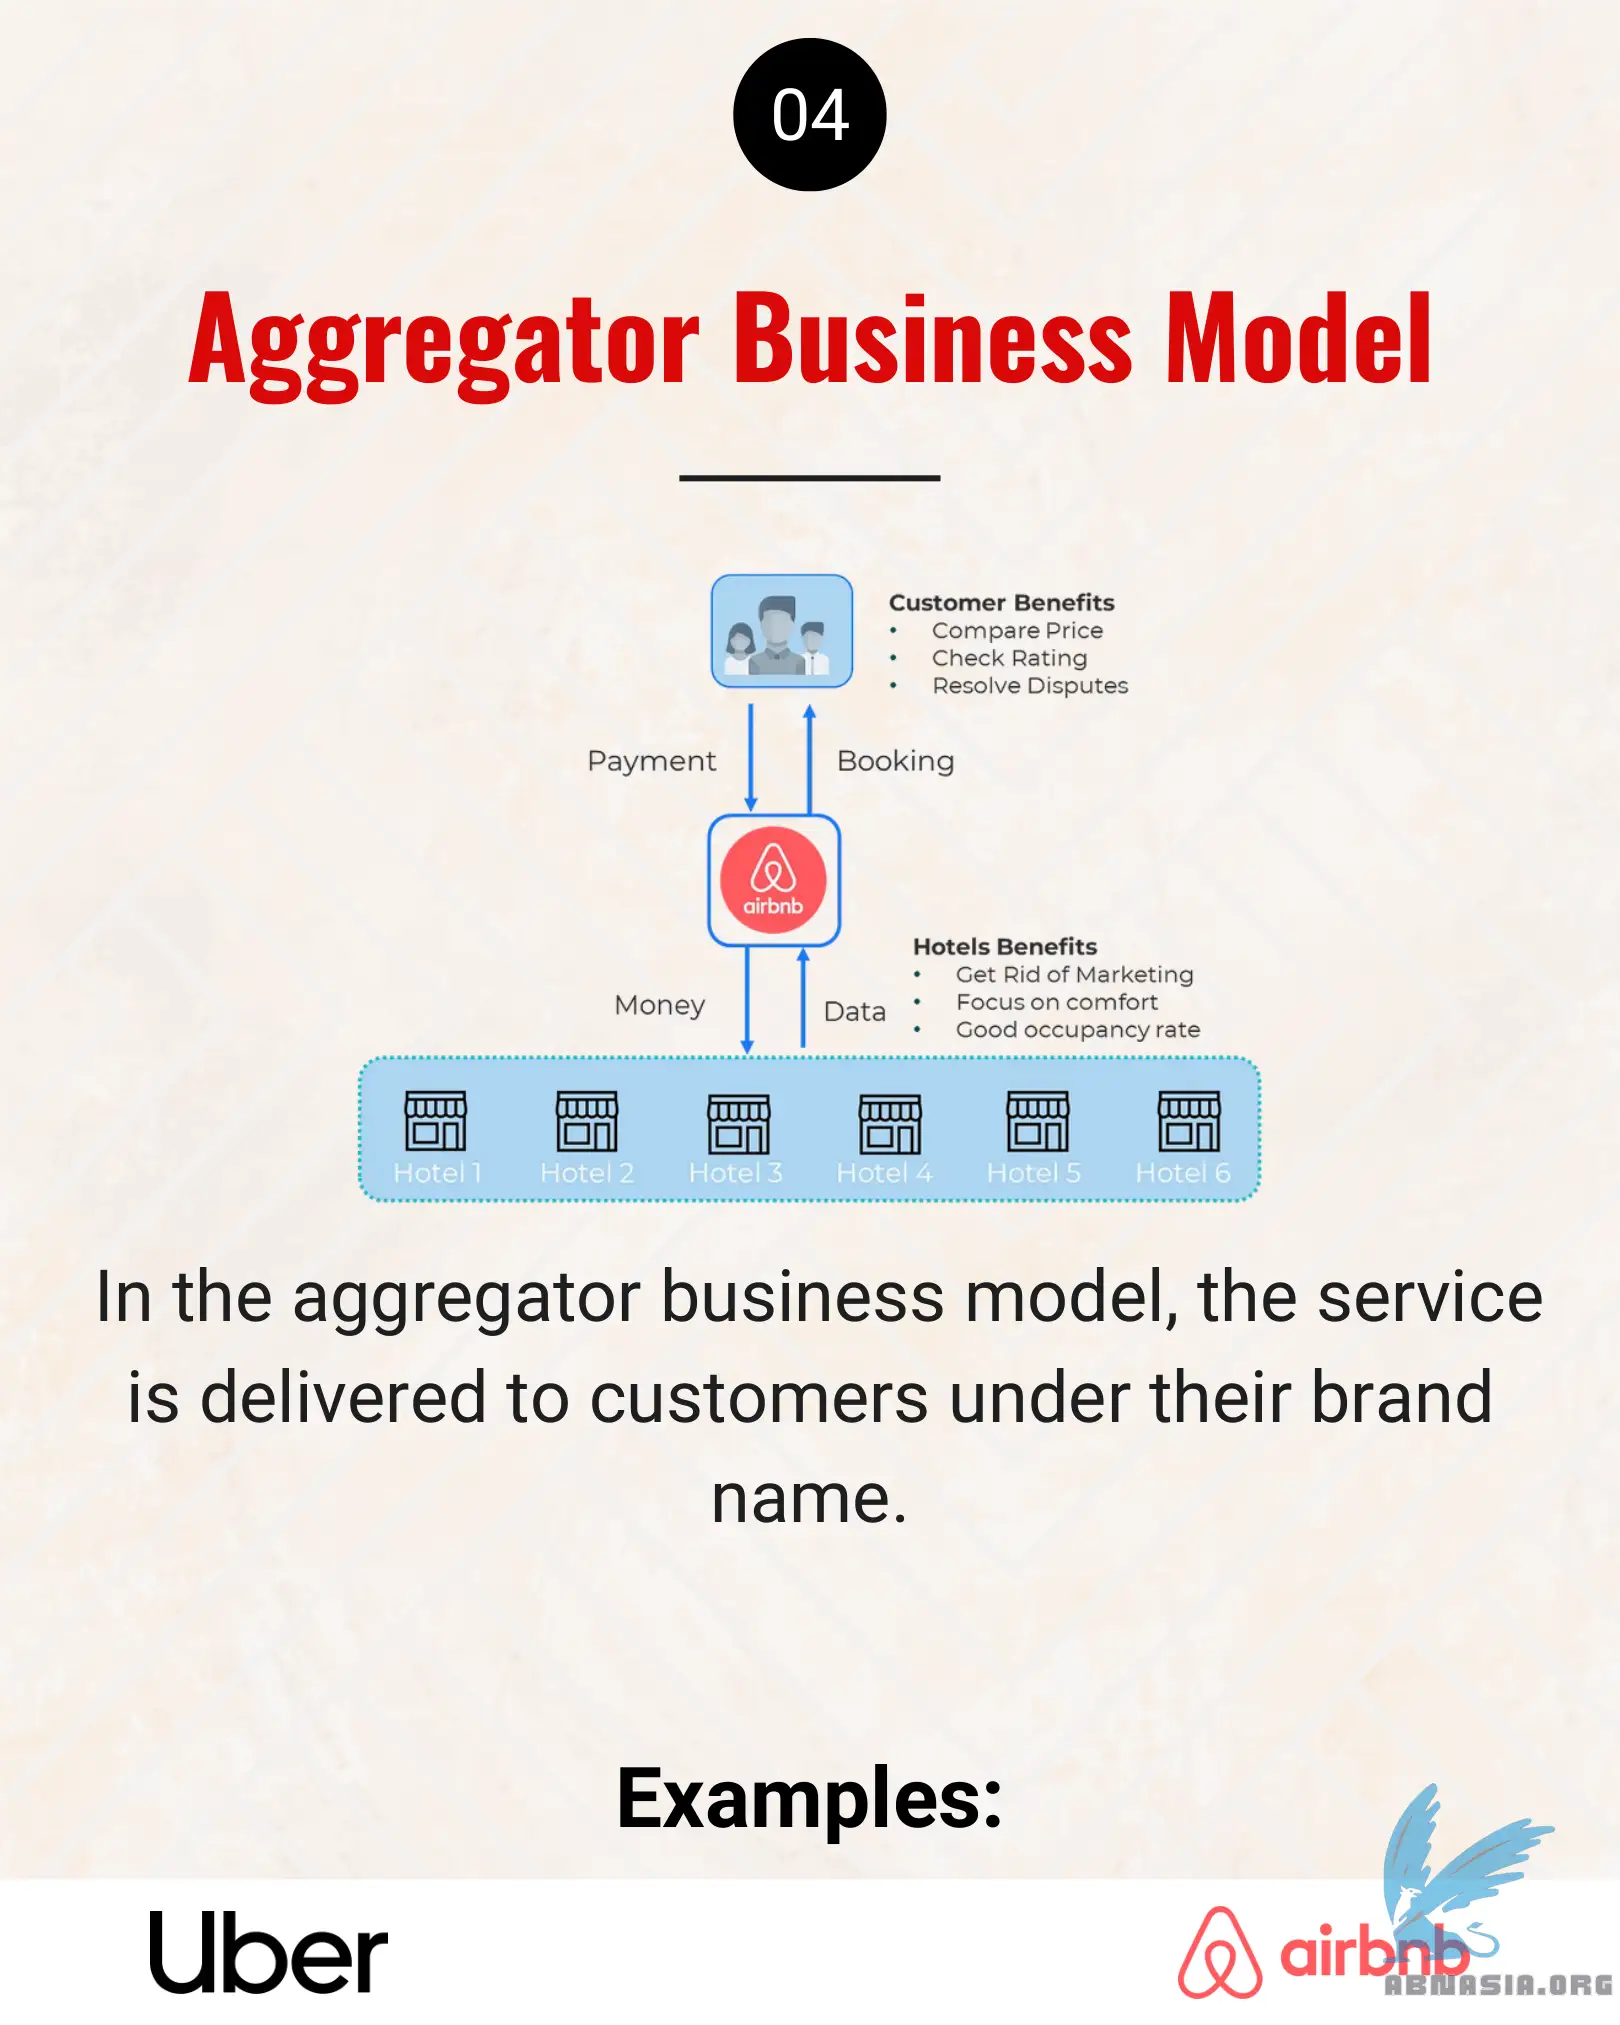 04
Aggregator Business Model
Customer Benefits
• Compare Price
• Check Rating
• Resolve Disputes
Payment
Booking
airbnb
Hotels Benefits
• Get Rid of Marketing
• Focus on comfort
• Good occupancy rate
Money
Data
Hotel 1 Hotel 2 Hotel 3 Hotel 4 Hotel 5 Hotel 6
In the aggregator business model, the service
is delivered to customers under their brand
name.
Examples:
Uber
airbnb
ABNASIA.ORG